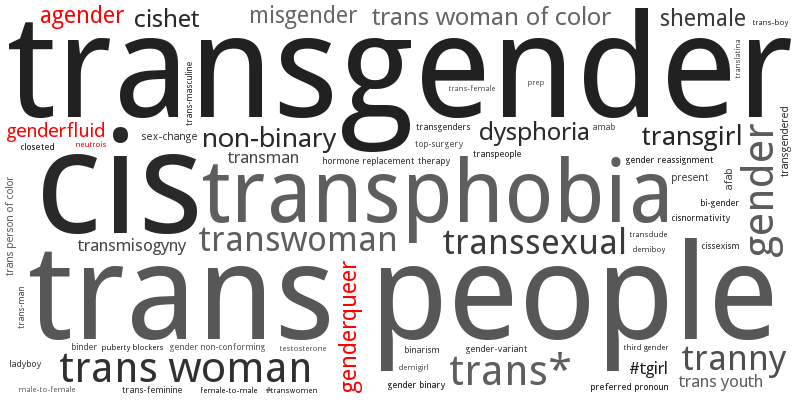 agender
cishet
misgender
trans woman of color
shemale
trans-boy
transgender
trans-masculine
trans-female
prep
translatina
genderfluid
closeted
neutrois
sex-change
non-binary
transgenders
dysphoria
amab
transgirl
transgendered
top-surgery
transman
hormone replacement therapy
transpeople
gender reassignment
cis
transphobia
present
afab
gender
bi-gender
cisnormativity
trans person of color
transmisogyny
transwoman
transsexual
transdude
demiboy
cissexism
trans people
trans-man
genderqueer
binder
puberty blockers
gender non-conforming
testosterone
binarism
gender-variant
third gender
ladyboy
trans woman
demigirl
trans*
#tgirl
tranny
male-to-female
trans-feminine
female-to-male
#transwomen
gender binary
preferred pronoun
trans youth